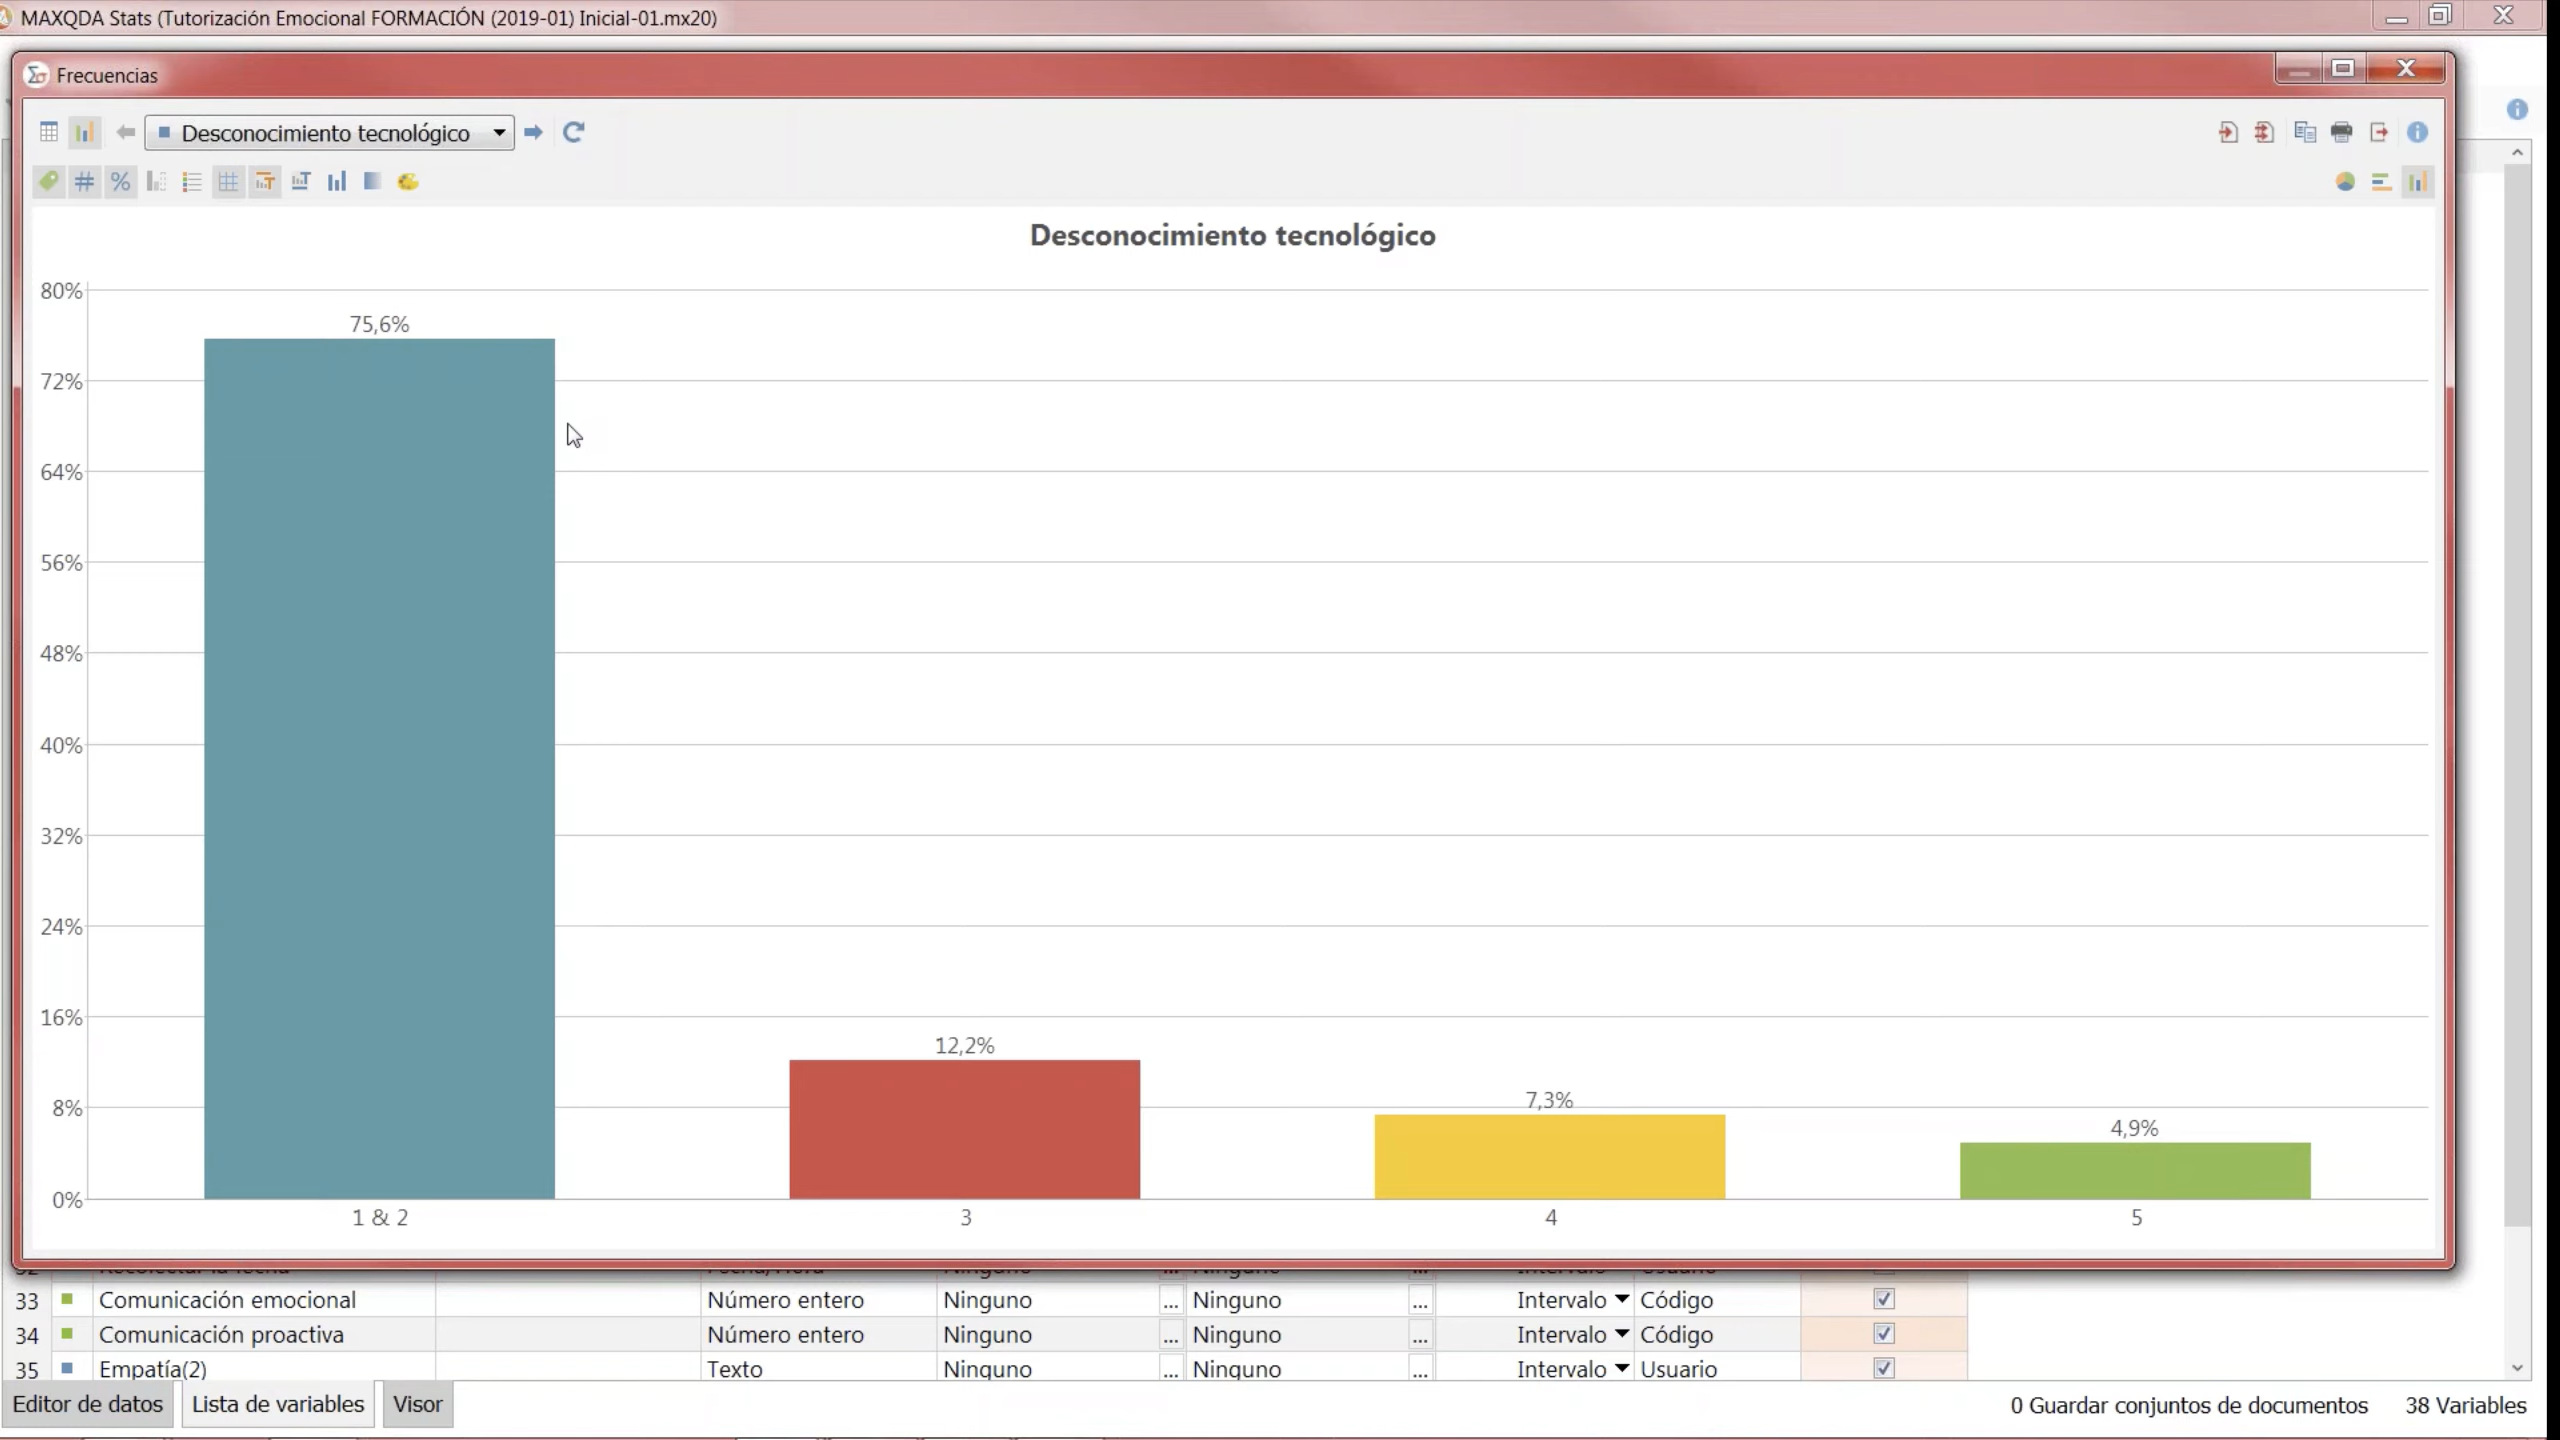 MAXQDA Stats (Tutorización Emocional FORMACIÓN (2019-01) Inicial-01.mx20)
Frecuencias
Desconocimiento tecnológico
Desconocimiento tecnológico
80%
75,6%
72%
64%
56%
48%
40%
32%
24%
16%
12,2%
8%
7,3%
4,9%
0%
1 & 2 3 4 5
33 Comunicación emocional Número entero Ninguno ... Ninguno ... Intervalo Código
34 Comunicación proactiva Número entero Ninguno ... Ninguno ... Intervalo Código
35 Empatía(2) Texto Ninguno ... Ninguno ... Intervalo Usuario
Editor de datos Lista de variables Visor 0 Guardar conjuntos de documentos 38 Variables